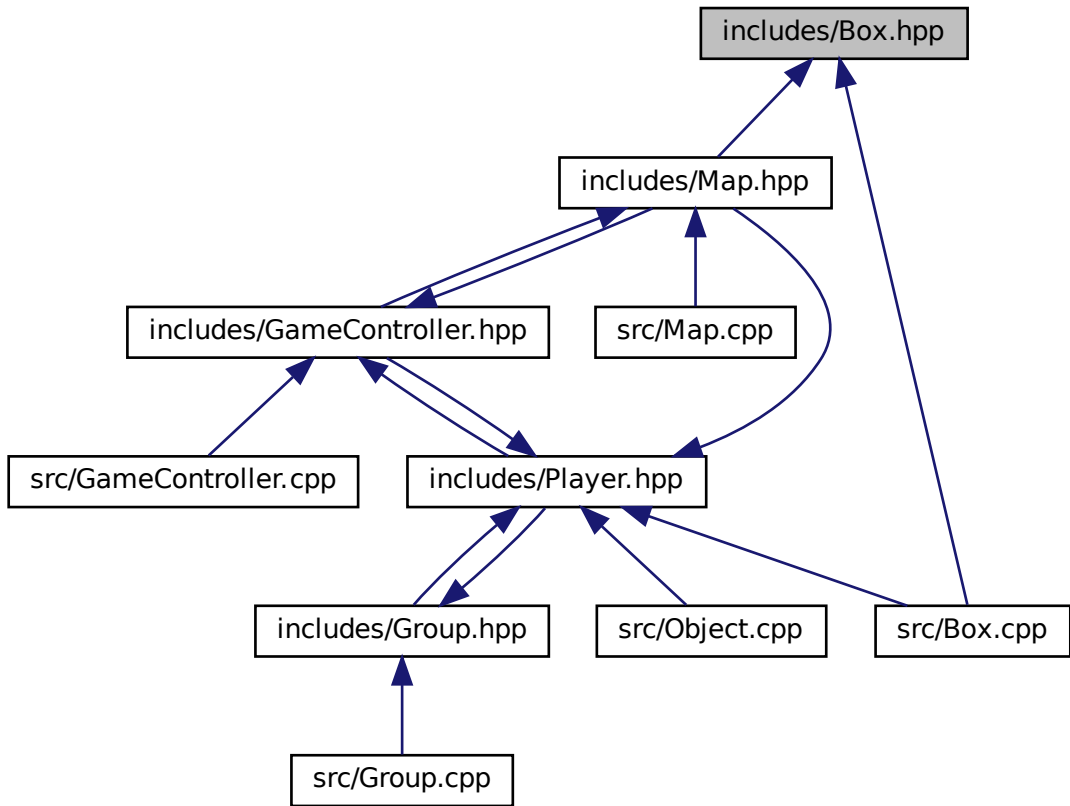 includes/Box.hpp
includes/Map.hpp
includes/GameController.hpp
src/Map.cpp
src/GameController.cpp
includes/Player.hpp
includes/Group.hpp
src/Object.cpp
src/Box.cpp
src/Group.cpp